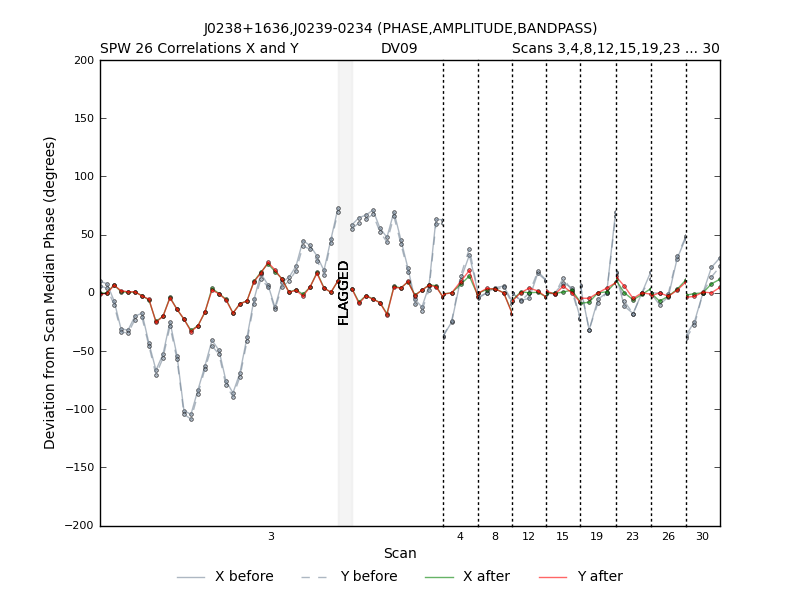 J0238+1636,J0239-0234 (PHASE,AMPLITUDE,BANDPASS)
SPW 26 Correlations X and Y DV09 Scans 3,4,8,12,15,19,23 ... 30
Deviation from Scan Median Phase (degrees)
200
150
100
50
0
−50
−100
−150
−200
FLAGGED
3 4 8 12 15 19 23 26 30
Scan
X before Y before X after Y after